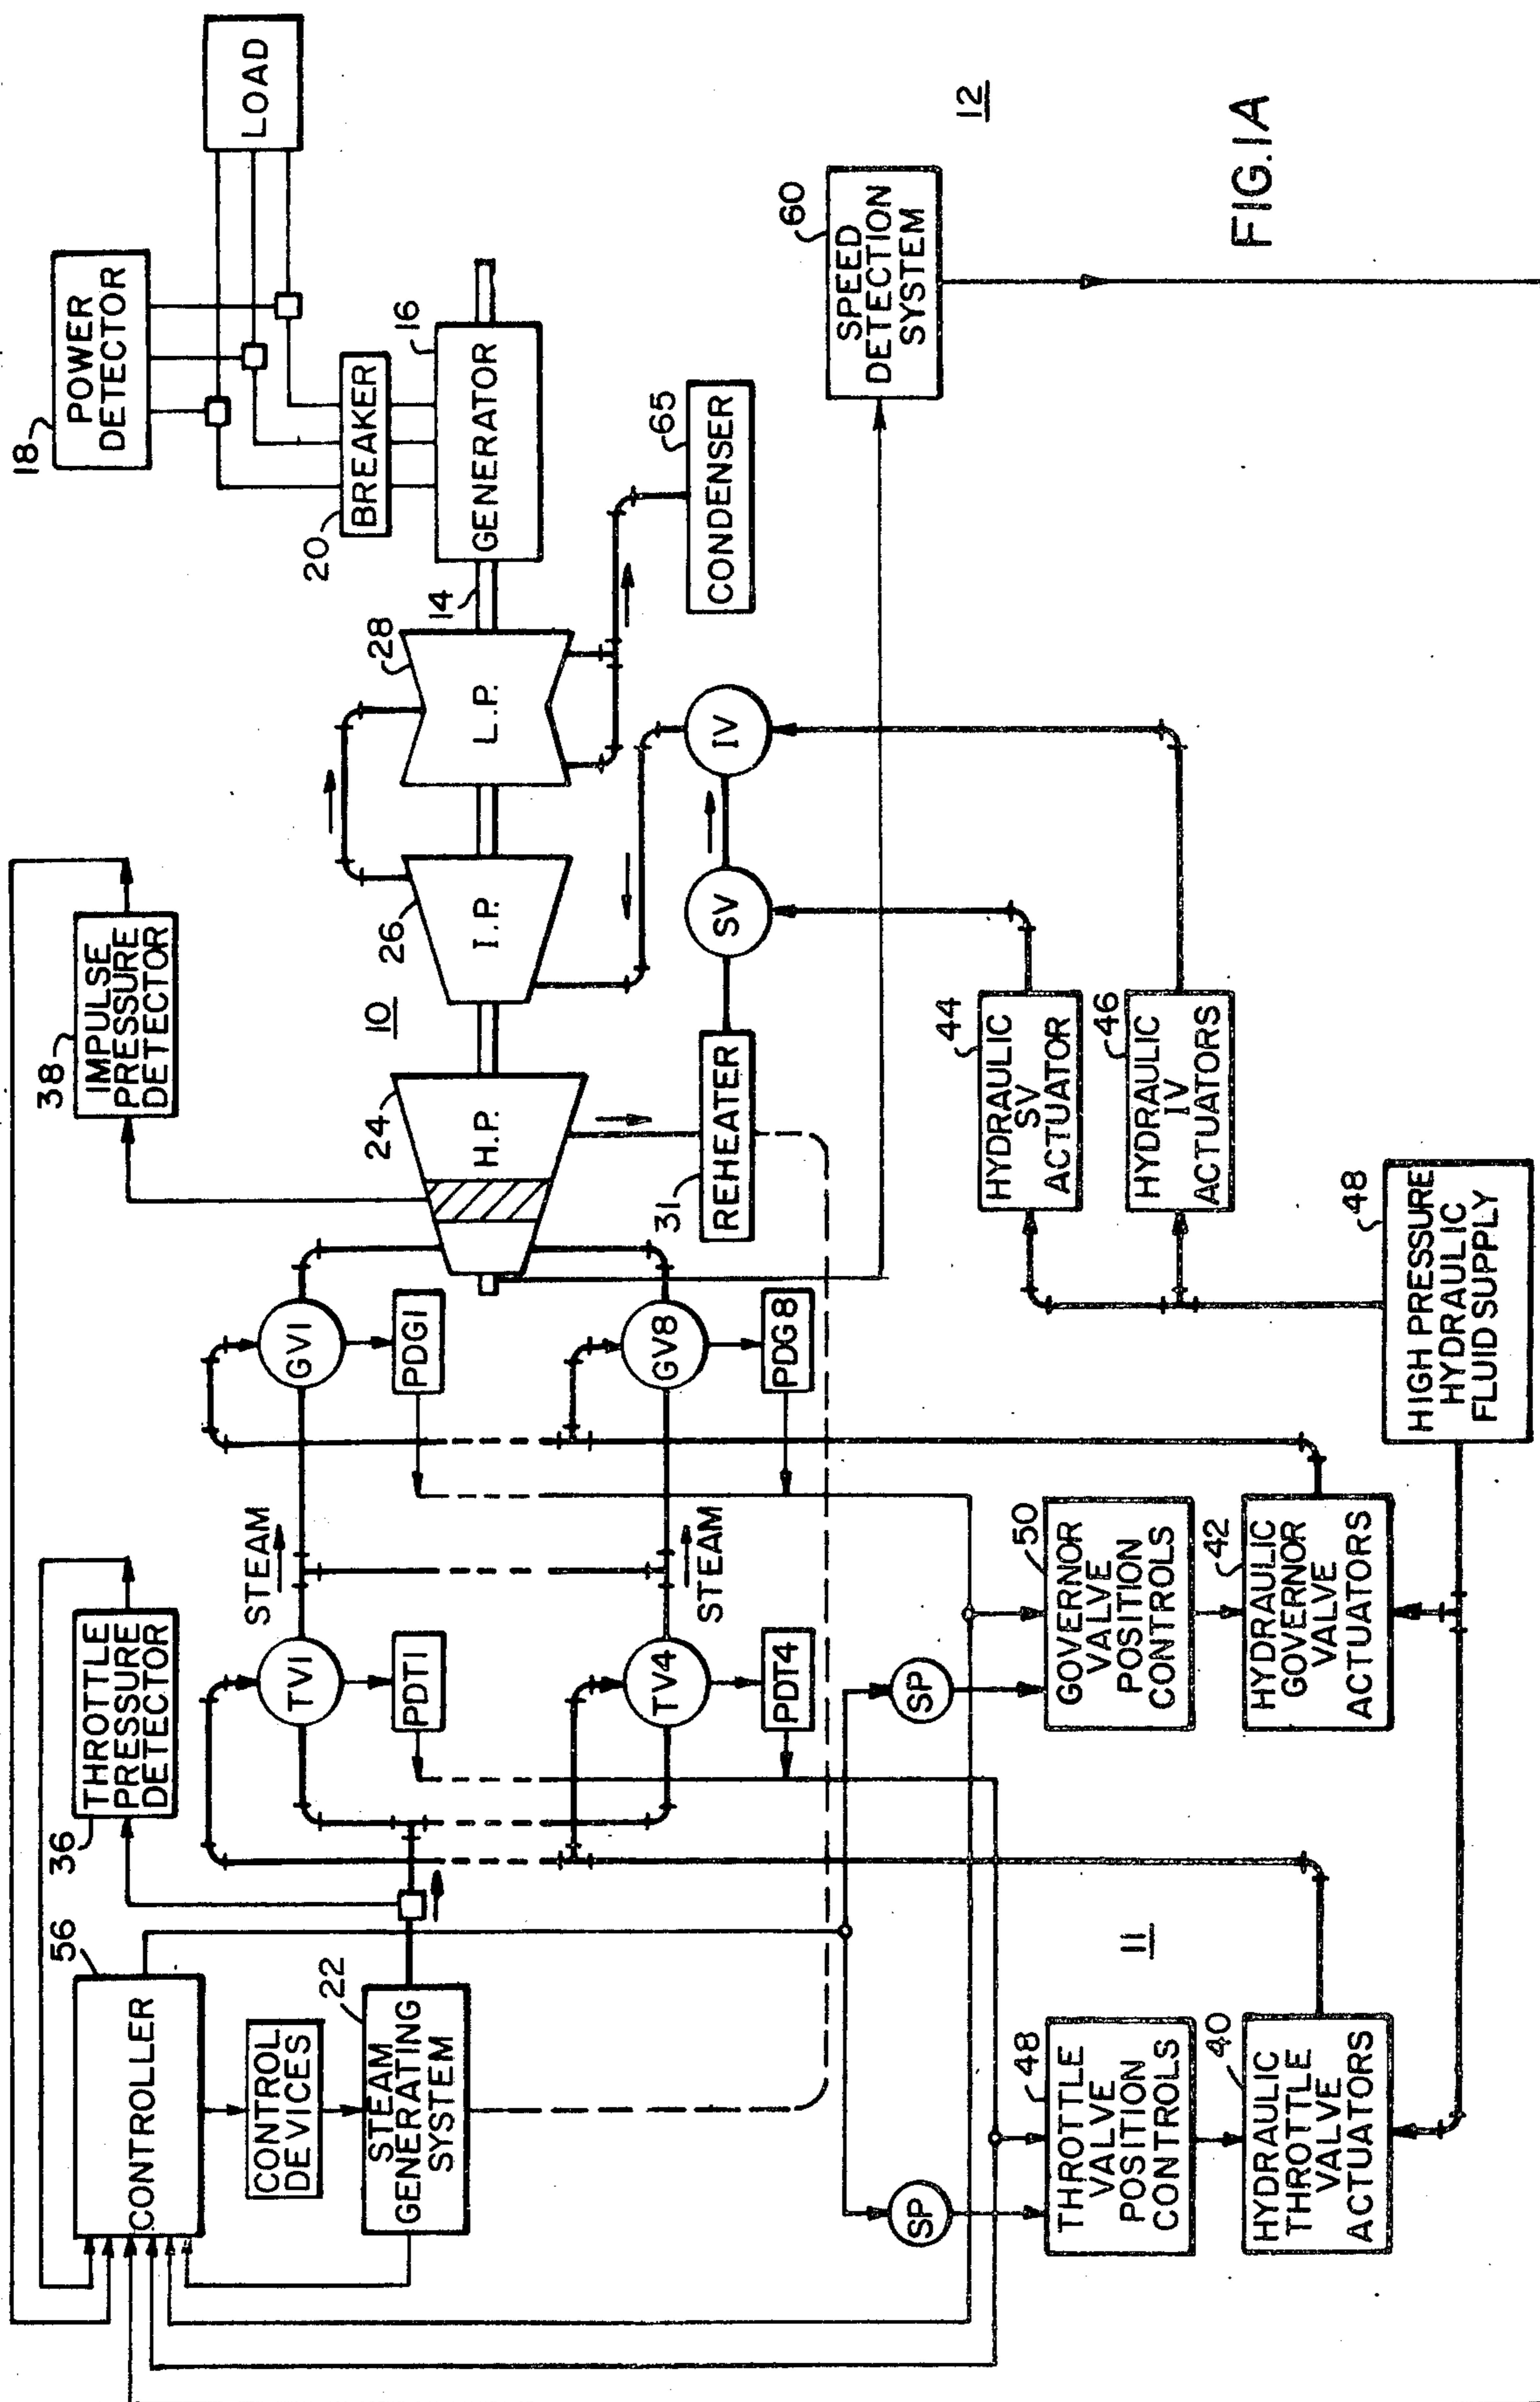 18
POWER
DETECTOR
LOAD
20
BREAKER
16
GENERATOR
14
28
L.P.
26
I.P.
10
24
H.P.
38
IMPULSE
PRESSURE
DETECTOR
65
CONDENSER
IV
SV
31
REHEATER
60
SPEED
DETECTION
SYSTEM
12
FIG.1A
GV1
PDG1
GV8
PDG8
STEAM
STEAM
36
THROTTLE
PRESSURE
DETECTOR
TV1
PDT1
TV4
PDT4
56
CONTROLLER
CONTROL
DEVICES
22
STEAM
GENERATING
SYSTEM
44
HYDRAULIC
SV
ACTUATOR
46
HYDRAULIC
IV
ACTUATORS
48
HIGH PRESSURE
HYDRAULIC
FLUID SUPPLY
SP
50
GOVERNOR
VALVE
POSITION
CONTROLS
42
HYDRAULIC
GOVERNOR
VALVE
ACTUATORS
11
SP
48
THROTTLE
VALVE
POSITION
CONTROLS
40
HYDRAULIC
THROTTLE
VALVE
ACTUATORS